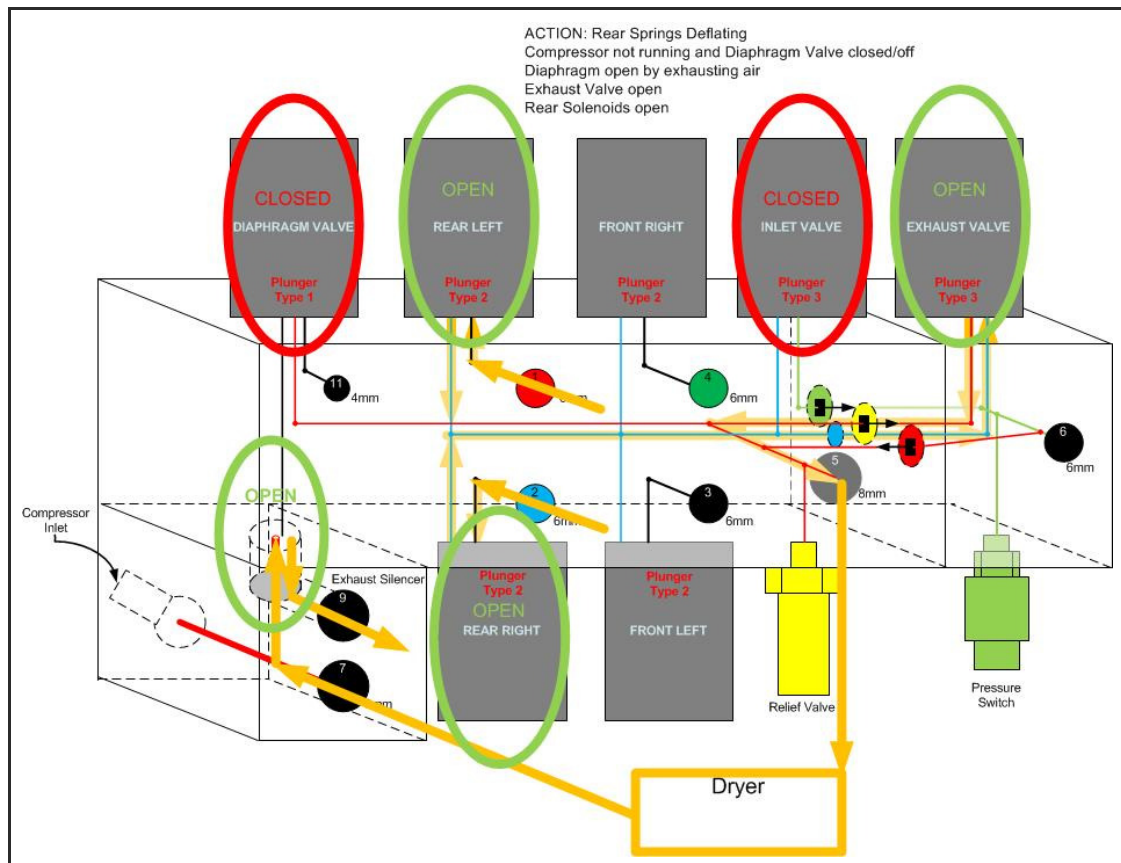 ACTION: Rear Springs Deflating
Compressor not running and Diaphragm Valve closed/off
Diaphragm open by exhausting air
Exhaust Valve open
Rear Solenoids open
CLOSED
DIAPHRAGM VALVE
Plunger
Type 1
OPEN
REAR LEFT
Plunger
Type 2
FRONT RIGHT
Plunger
Type 2
CLOSED
INLET VALVE
Plunger
Type 3
OPEN
EXHAUST VALVE
Plunger
Type 3
11
4mm
1
4
6mm
6
6mm
5
8mm
2
6mm
3
6mm
OPEN
Compressor
Inlet
Exhaust Silencer
9
7
Plunger
Type 2
OPEN
REAR RIGHT
Plunger
Type 2
FRONT LEFT
Relief Valve
Pressure
Switch
Dryer